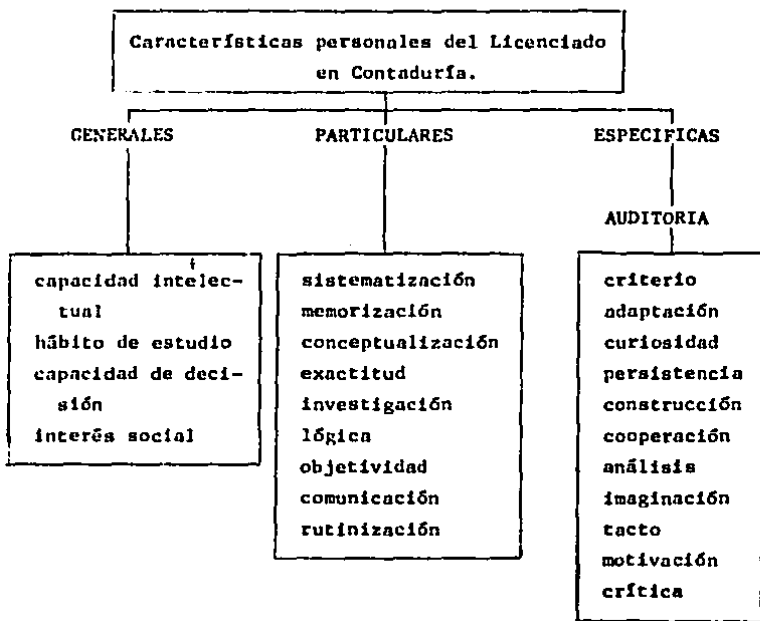 Características personales del Licenciado
en Contaduría.
GENERALES
PARTICULARES
ESPECIFICAS
AUDITORIA
capacidad intelec-
tual
hábito de estudio
capacidad de deci-
sión
interés social
sistematización
memorización
conceptualización
exactitud
investigación
lógica
objetividad
comunicación
rutinización
criterio
adaptación
curiosidad
persistencia
construcción
cooperación
análisis
imaginación
tacto
motivación
crítica